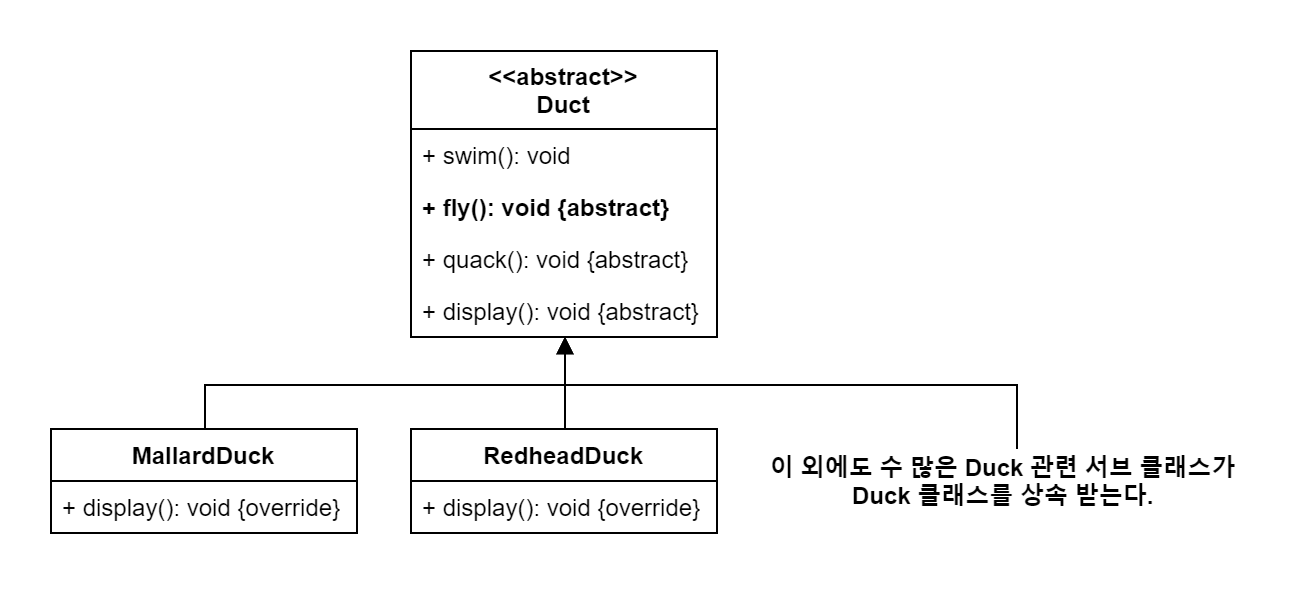 <<abstract>>
Duct
+ swim(): void
+ fly(): void {abstract}
+ quack(): void {abstract}
+ display(): void {abstract}
MallardDuck
+ display(): void {override}
RedheadDuck
+ display(): void {override}
이 외에도 수 많은 Duck 관련 서브 클래스가
Duck 클래스를 상속 받는다.